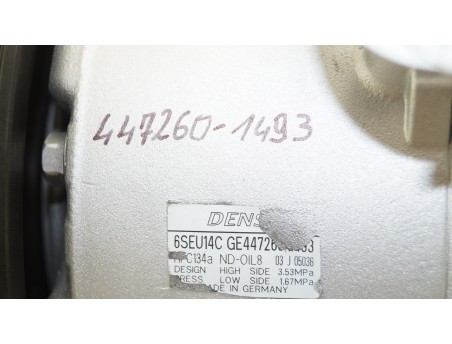 447260-1493
DENS
6SEU14C GE447260
HFC134a ND-OIL8 03 J 05036
DESIGN HIGH SIDE 3.53MPa
PRESS LOW SIDE 1.67MPa
MADE IN GERMANY